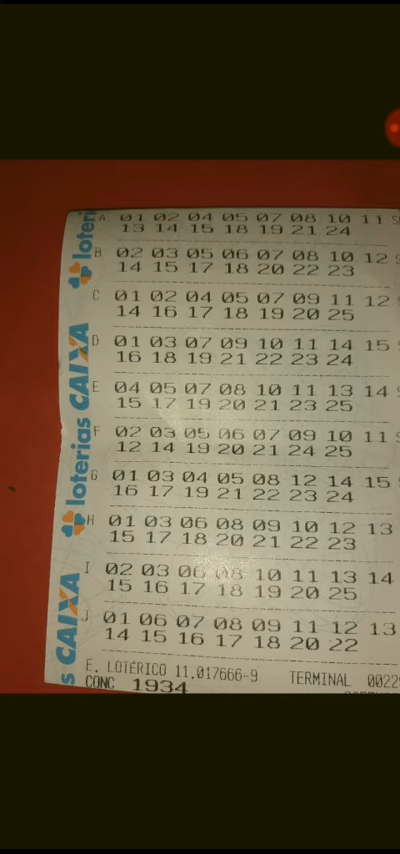 A 01 02 04 05 07 08 10 11
13 14 15 18 19 21 24
B 02 03 05 06 07 08 10 12
14 15 17 18 20 22 23
C 01 02 04 05 07 09 11 12
14 16 17 18 19 20 25
D 01 03 07 09 10 11 14 15
16 18 19 21 22 23 24
E 04 05 07 08 10 11 13 14
15 17 19 20 21 23 25
F 02 03 05 06 07 09 10 11
12 14 19 20 21 24 25
G 01 03 04 05 08 12 14 15
16 17 19 21 22 23 24
H 01 03 06 08 09 10 12 13
15 17 18 20 21 22 23
I 02 03 06 08 10 11 13 14
15 16 17 18 19 20 25
J 01 06 07 08 09 11 12 13
14 15 16 17 18 20 22
E. LOTÉRICO 11.017666-9 TERMINAL 0022
CONC 1934
loteri
loterias CAIXA
s CAIXA